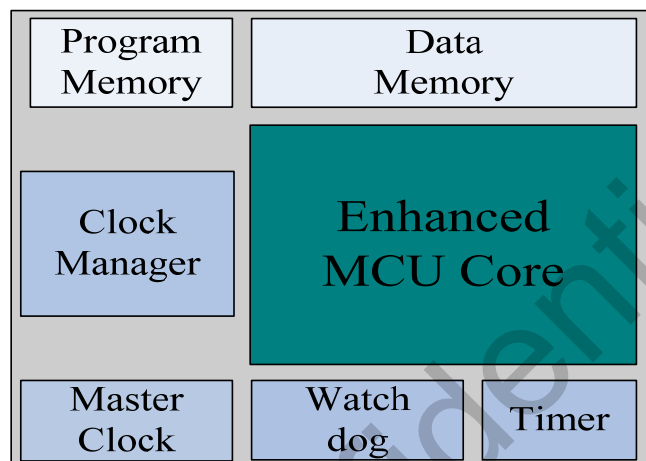 Program
Memory
Data
Memory
Clock
Manager
Enhanced
MCU Core
Master
Clock
Watch
dog
Timer